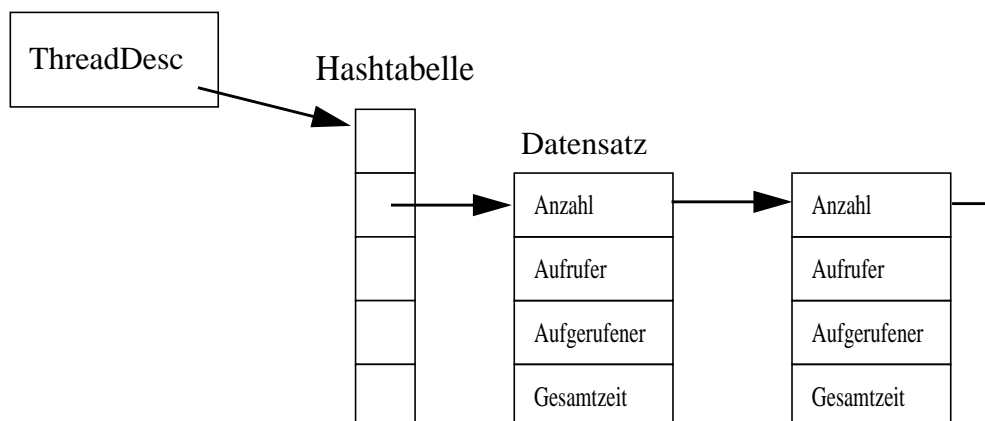 ThreadDesc
Hashtabelle
Datensatz
Anzahl
Aufrufer
Aufgerufener
Gesamtzeit
Anzahl
Aufrufer
Aufgerufener
Gesamtzeit